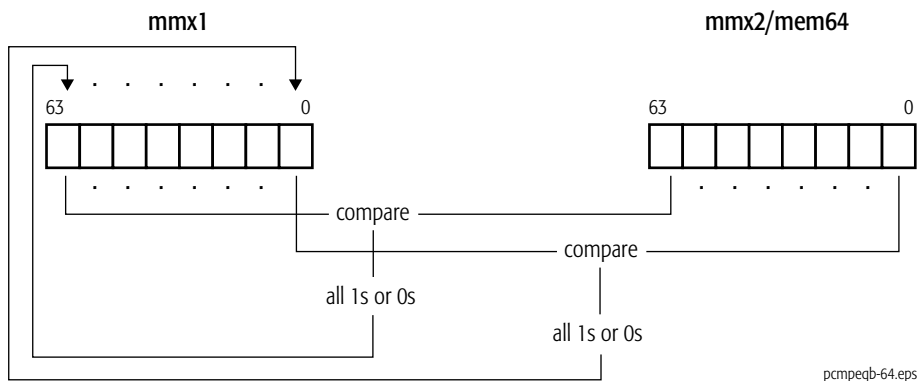 mmx1 mmx2/mem64
. . . . . .
63 0 63 0
. . . . . . . . . . . .
compare
compare
all 1s or 0s
all 1s or 0s
pcmpeqb-64.eps